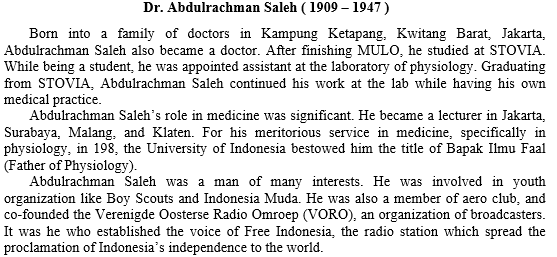 Dr. Abdulrachman Saleh ( 1909 – 1947 )
Born into a family of doctors in Kampung Ketapang, Kwitang Barat, Jakarta,
Abdulrachman Saleh also became a doctor. After finishing MULO, he studied at STOVIA.
While being a student, he was appointed assistant at the laboratory of physiology. Graduating
from STOVIA, Abdulrachman Saleh continued his work at the lab while having his own
medical practice.
Abdulrachman Saleh's role in medicine was significant. He became a lecturer in Jakarta,
Surabaya, Malang, and Klaten. For his meritorious service in medicine, specifically in
physiology, in 198, the University of Indonesia bestowed him the title of Bapak Ilmu Faal
(Father of Physiology).
Abdulrachman Saleh was a man of many interests. He was involved in youth
organization like Boy Scouts and Indonesia Muda. He was also a member of aero club, and
co-founded the Verenigde Oosterse Radio Omroep (VORO), an organization of broadcasters.
It was he who established the voice of Free Indonesia, the radio station which spread the
proclamation of Indonesia's independence to the world.